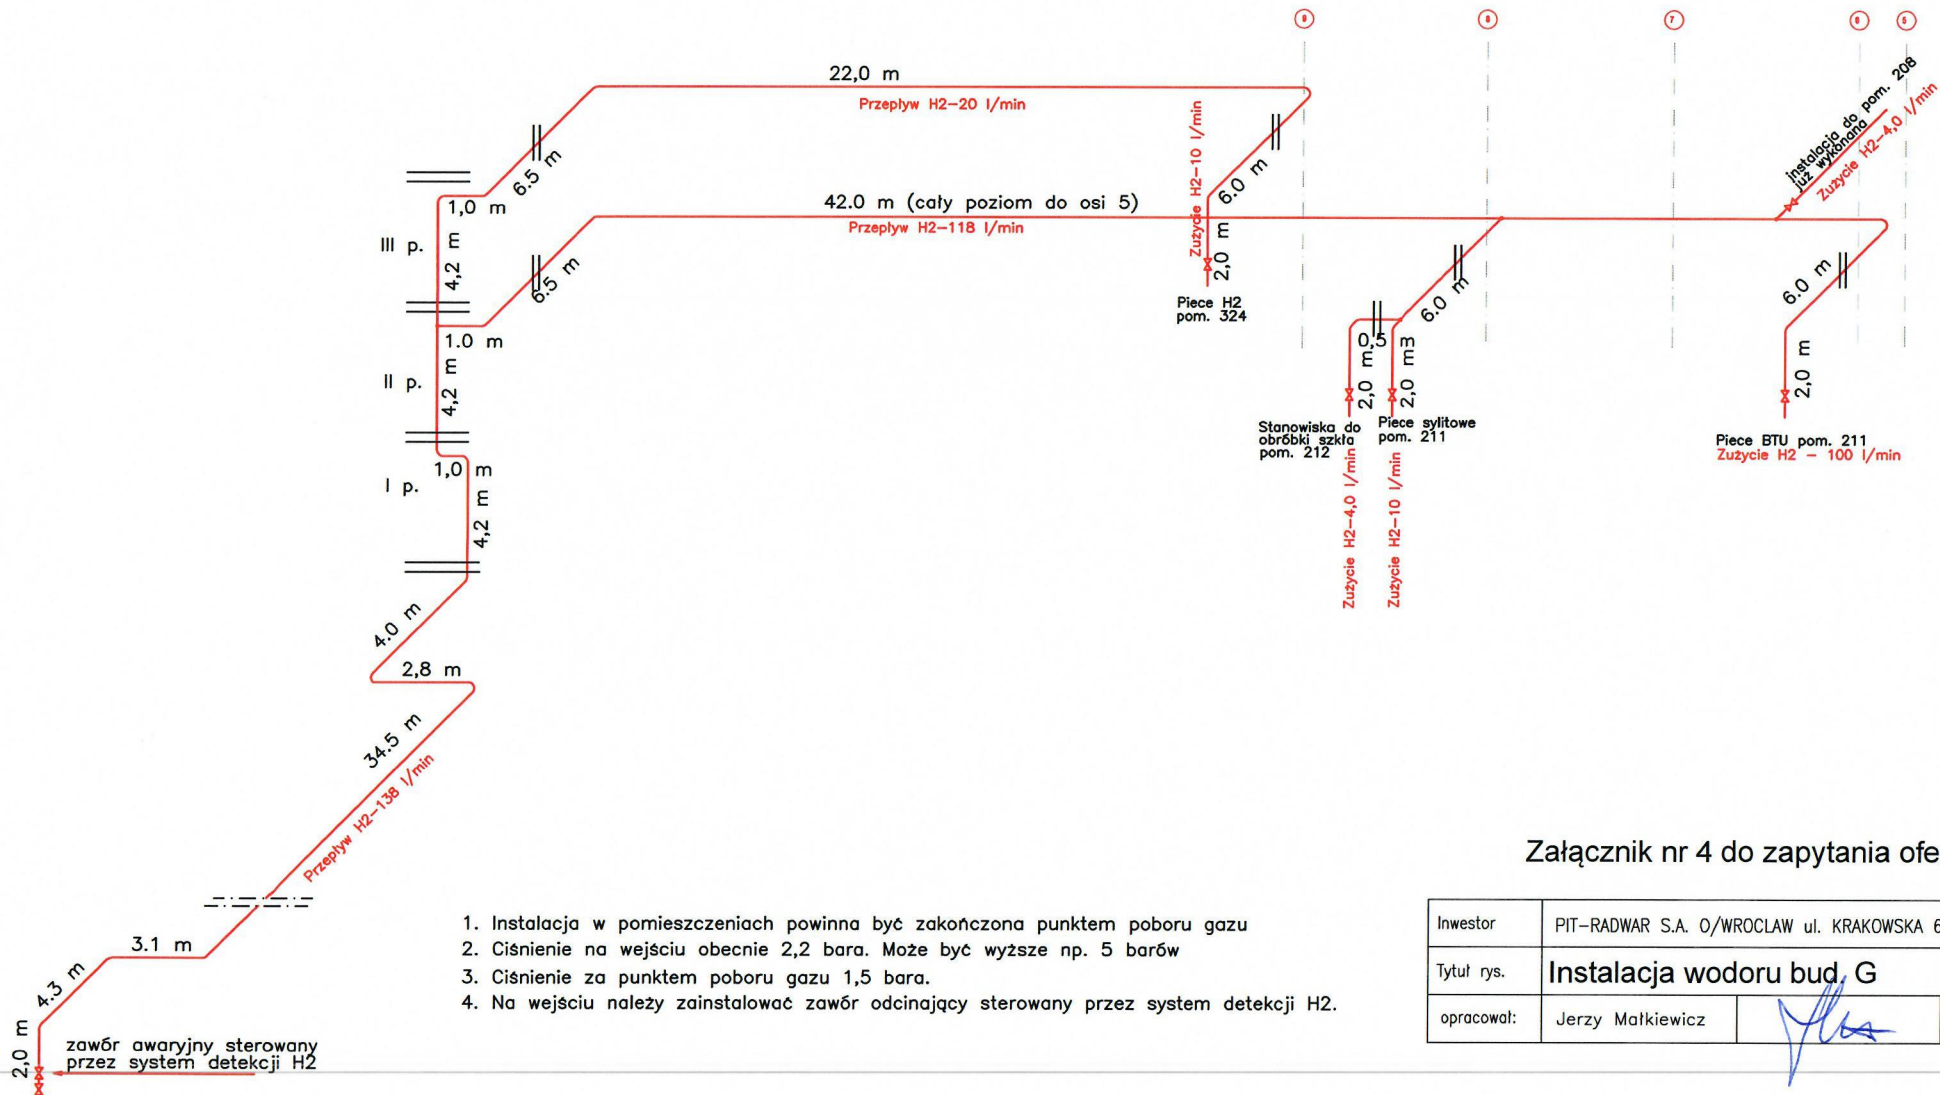 9
8
7
6
5
22,0 m
Przepływ H2-20 l/min
6.5 m
1,0 m
III p.
4,2 m
42.0 m (cały poziom do osi 5)
Przepływ H2-118 l/min
6.5 m
1.0 m
II p.
4,2 m
1,0 m
I p.
4,2 m
4.0 m
2,8 m
34.5 m
Przepływ H2-138 l/min
3.1 m
4.3 m
2,0 m
zawór awaryjny sterowany
przez system detekcji H2
Zużycie H2-10 l/min
6.0 m
2,0 m
Piece H2
pom. 324
6.0 m
0,5 m
2,0 m
2,0 m
Stanowiska do
obróbki szkła
pom. 212
Zużycie H2-4,0 l/min
Piece sylitowe
pom. 211
Zużycie H2-10 l/min
instalacja do pom. 208
już wykonana
Zużycie H2-4,0 l/min
6.0 m
2,0 m
Piece BTU pom. 211
Zużycie H2 - 100 l/min
1. Instalacja w pomieszczeniach powinna być zakończona punktem poboru gazu
2. Ciśnienie na wejściu obecnie 2,2 bara. Może być wyższe np. 5 barów
3. Ciśnienie za punktem poboru gazu 1,5 bara.
4. Na wejściu należy zainstalować zawór odcinający sterowany przez system detekcji H2.
Załącznik nr 4 do zapytania ofe
Inwestor
PIT-RADWAR S.A. O/WROCLAW ul. KRAKOWSKA 6
Tytuł rys.
Instalacja wodoru bud. G
opracował:
Jerzy Małkiewicz